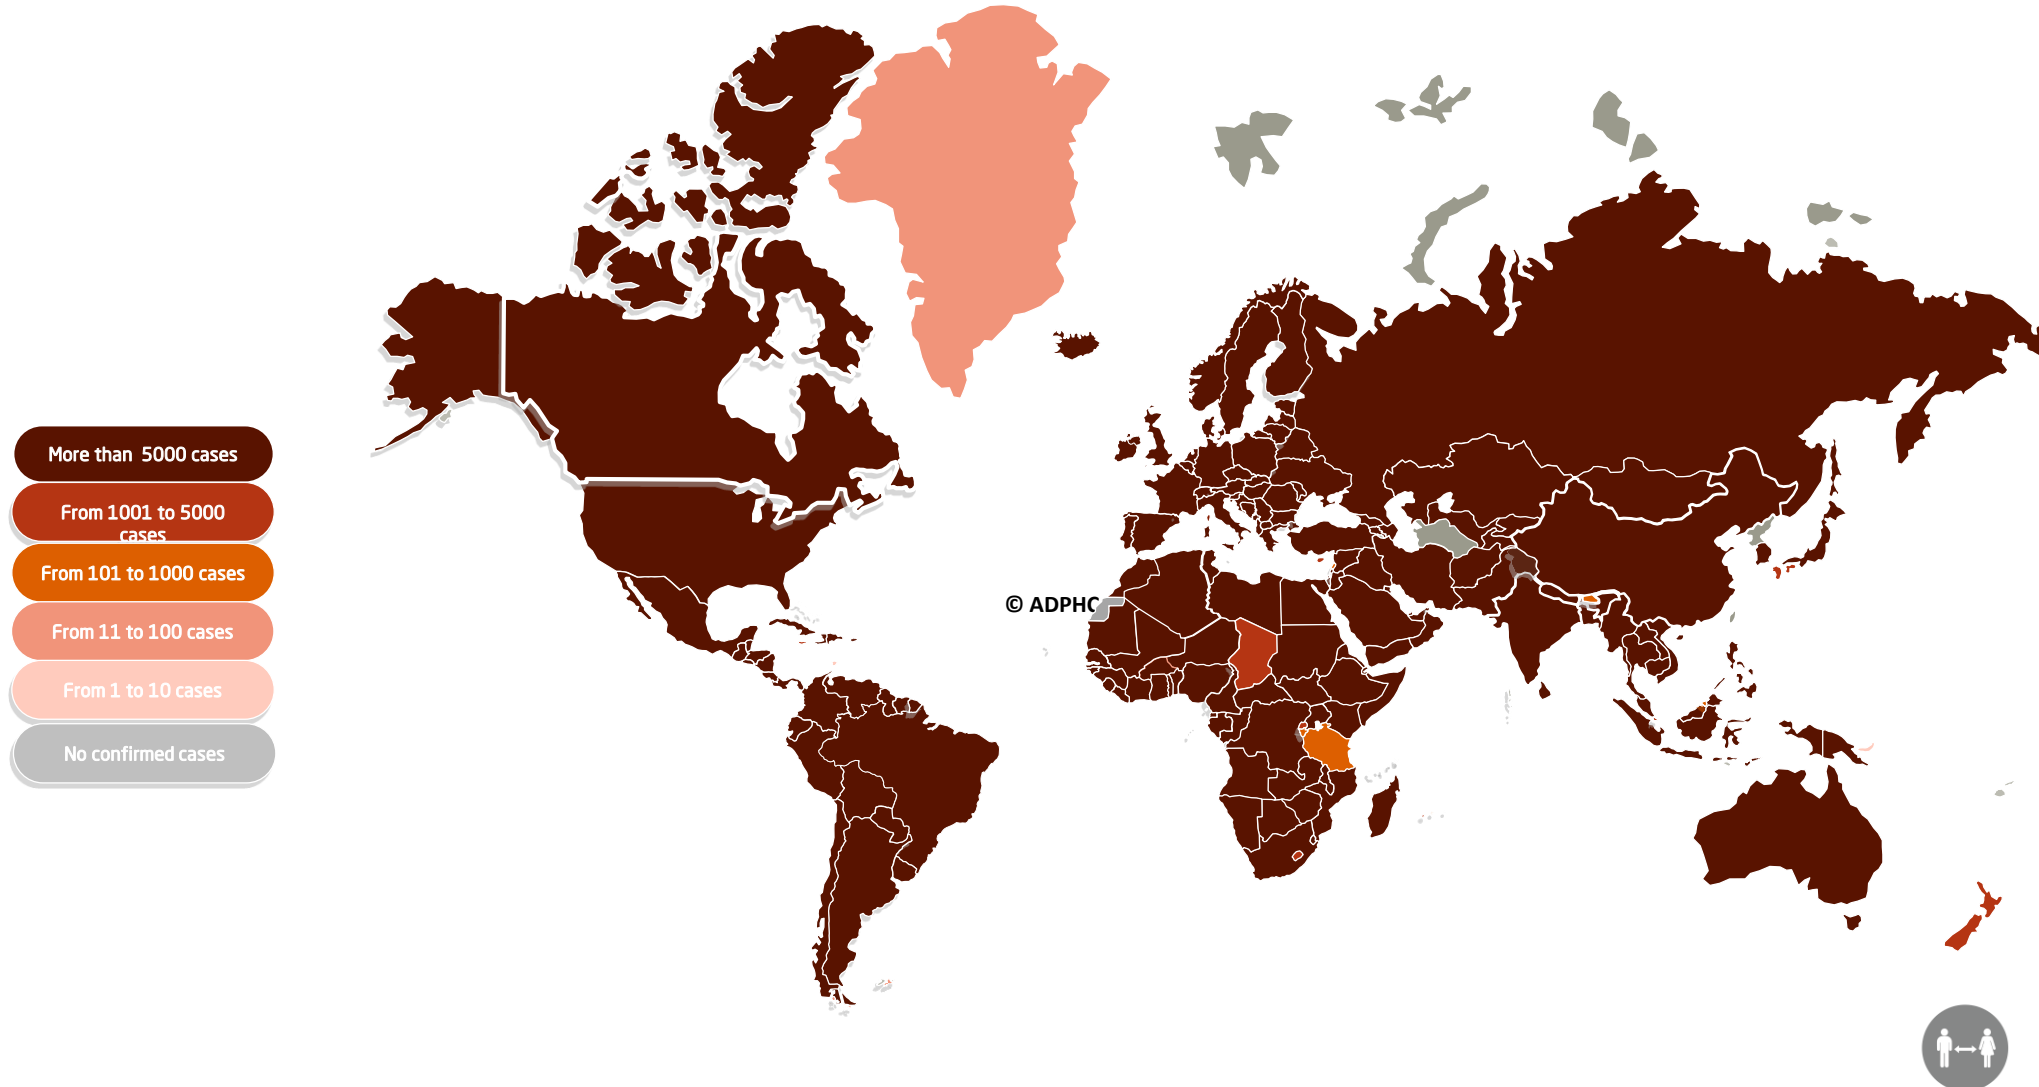 More than 5000 cases
From 1001 to 5000
cases
From 101 to 1000 cases
© ADPHC
From 11 to 100 cases
From 1 to 10 cases
No confirmed cases